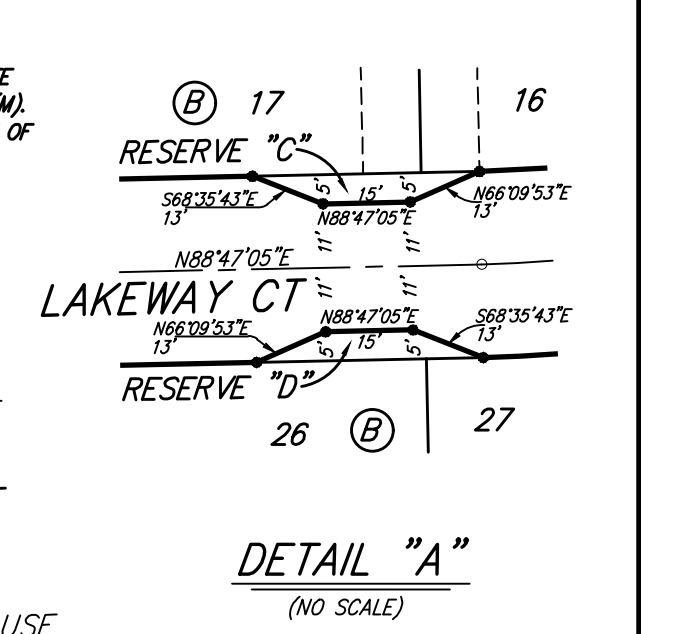 E
M).
OF
B 17
16
RESERVE "C"
5'
15'
5'
S68°35'43"E
13'
N66°09'53"E
13'
N88°47'05"E
11'
11'
N88°47'05"E
LAKEWAY CT
11'
11'
N66°09'53"E
13'
N88°47'05"E
S68°35'43"E
13'
5'
15'
5'
RESERVE "D"
26 B 27
DETAIL "A"
(NO SCALE)
USE